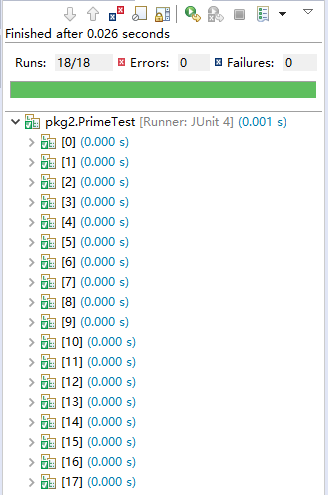 Finished after 0.026 seconds
Runs: 18/18 Errors: 0 Failures: 0
pkg2.PrimeTest [Runner: JUnit 4] (0.001 s)
[0] (0.000 s)
[1] (0.000 s)
[2] (0.000 s)
[3] (0.000 s)
[4] (0.000 s)
[5] (0.000 s)
[6] (0.000 s)
[7] (0.000 s)
[8] (0.000 s)
[9] (0.000 s)
[10] (0.000 s)
[11] (0.000 s)
[12] (0.000 s)
[13] (0.000 s)
[14] (0.000 s)
[15] (0.000 s)
[16] (0.000 s)
[17] (0.000 s)